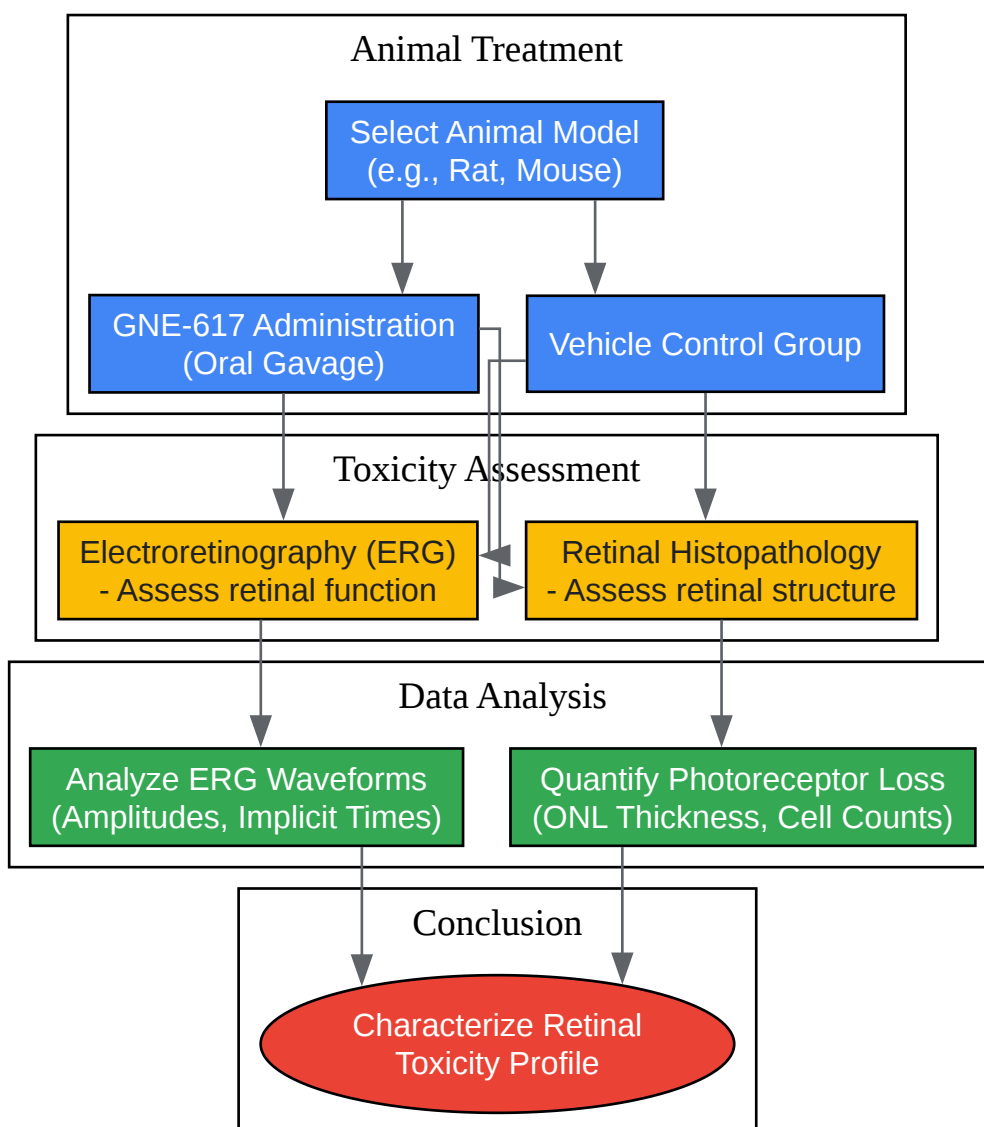 Animal Treatment
Select Animal Model
(e.g., Rat, Mouse)
GNE-617 Administration
(Oral Gavage)
Vehicle Control Group
Toxicity Assessment
Electroretinography (ERG)
- Assess retinal function
Retinal Histopathology
- Assess retinal structure
Data Analysis
Analyze ERG Waveforms
(Amplitudes, Implicit Times)
Quantify Photoreceptor Loss
(ONL Thickness, Cell Counts)
Conclusion
Characterize Retinal
Toxicity Profile